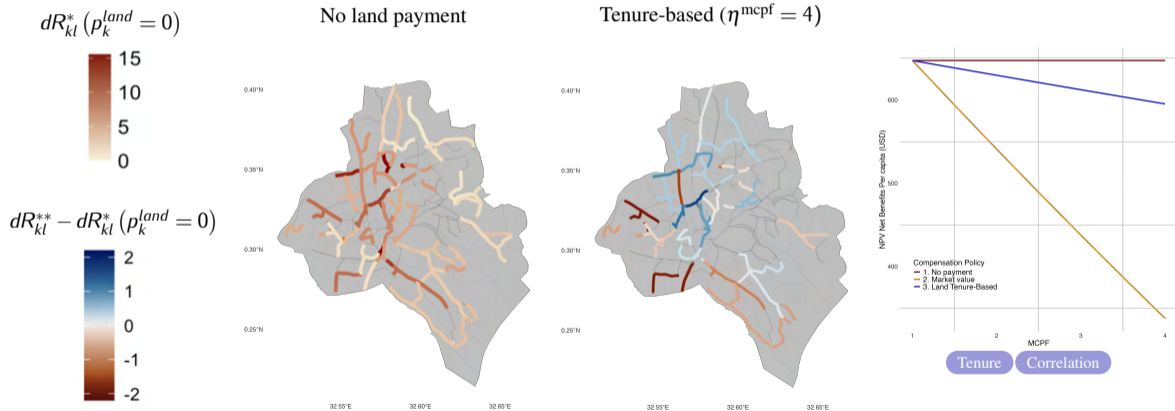 dR*ₖₗ (pₖˡᵃⁿᵈ = 0)
15
10
5
0
dR**ₖₗ − dR*ₖₗ (pₖˡᵃⁿᵈ = 0)
2
1
0
-1
-2
No land payment
0.40°N
0.35°N
0.30°N
0.25°N
32.55°E 32.60°E 32.65°E
Tenure-based (ηᵐᶜᵖᶠ = 4)
0.40°N
0.35°N
0.30°N
0.25°N
32.55°E 32.60°E 32.65°E
NPV Net Benefits Per capita (USD)
600
500
400
Compensation Policy
1. No payment
2. Market value
3. Land Tenure-Based
1 2 3 4
MCPF
Tenure Correlation